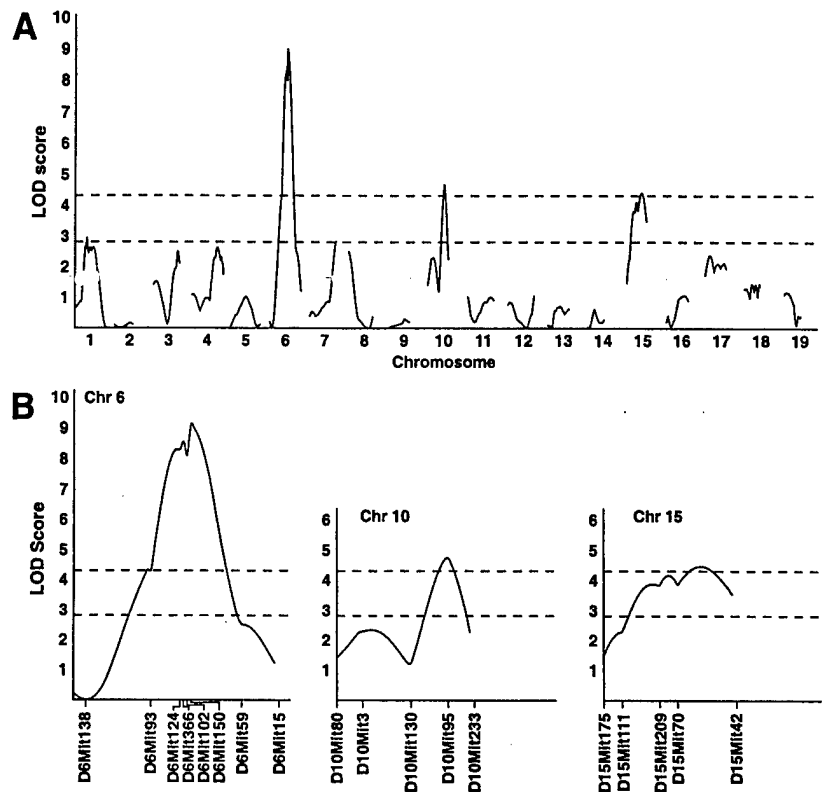 A
LOD score
10
9
8
7
6
5
4
3
2
1
1 2 3 4 5 6 7 8 9 10 11 12 13 14 15 16 17 18 19
Chromosome
B
Chr 6
LOD Score
10
9
8
7
6
5
4
3
2
1
D6Mit138
D6Mit93
D6Mit124
D6Mit366
D6Mit102
D6Mit150
D6Mit59
D6Mit15
Chr 10
6
5
4
3
2
1
D10Mit80
D10Mit3
D10Mit130
D10Mit95
D10Mit233
Chr 15
6
5
4
3
2
1
D15Mit175
D15Mit111
D15Mit209
D15Mit70
D15Mit42